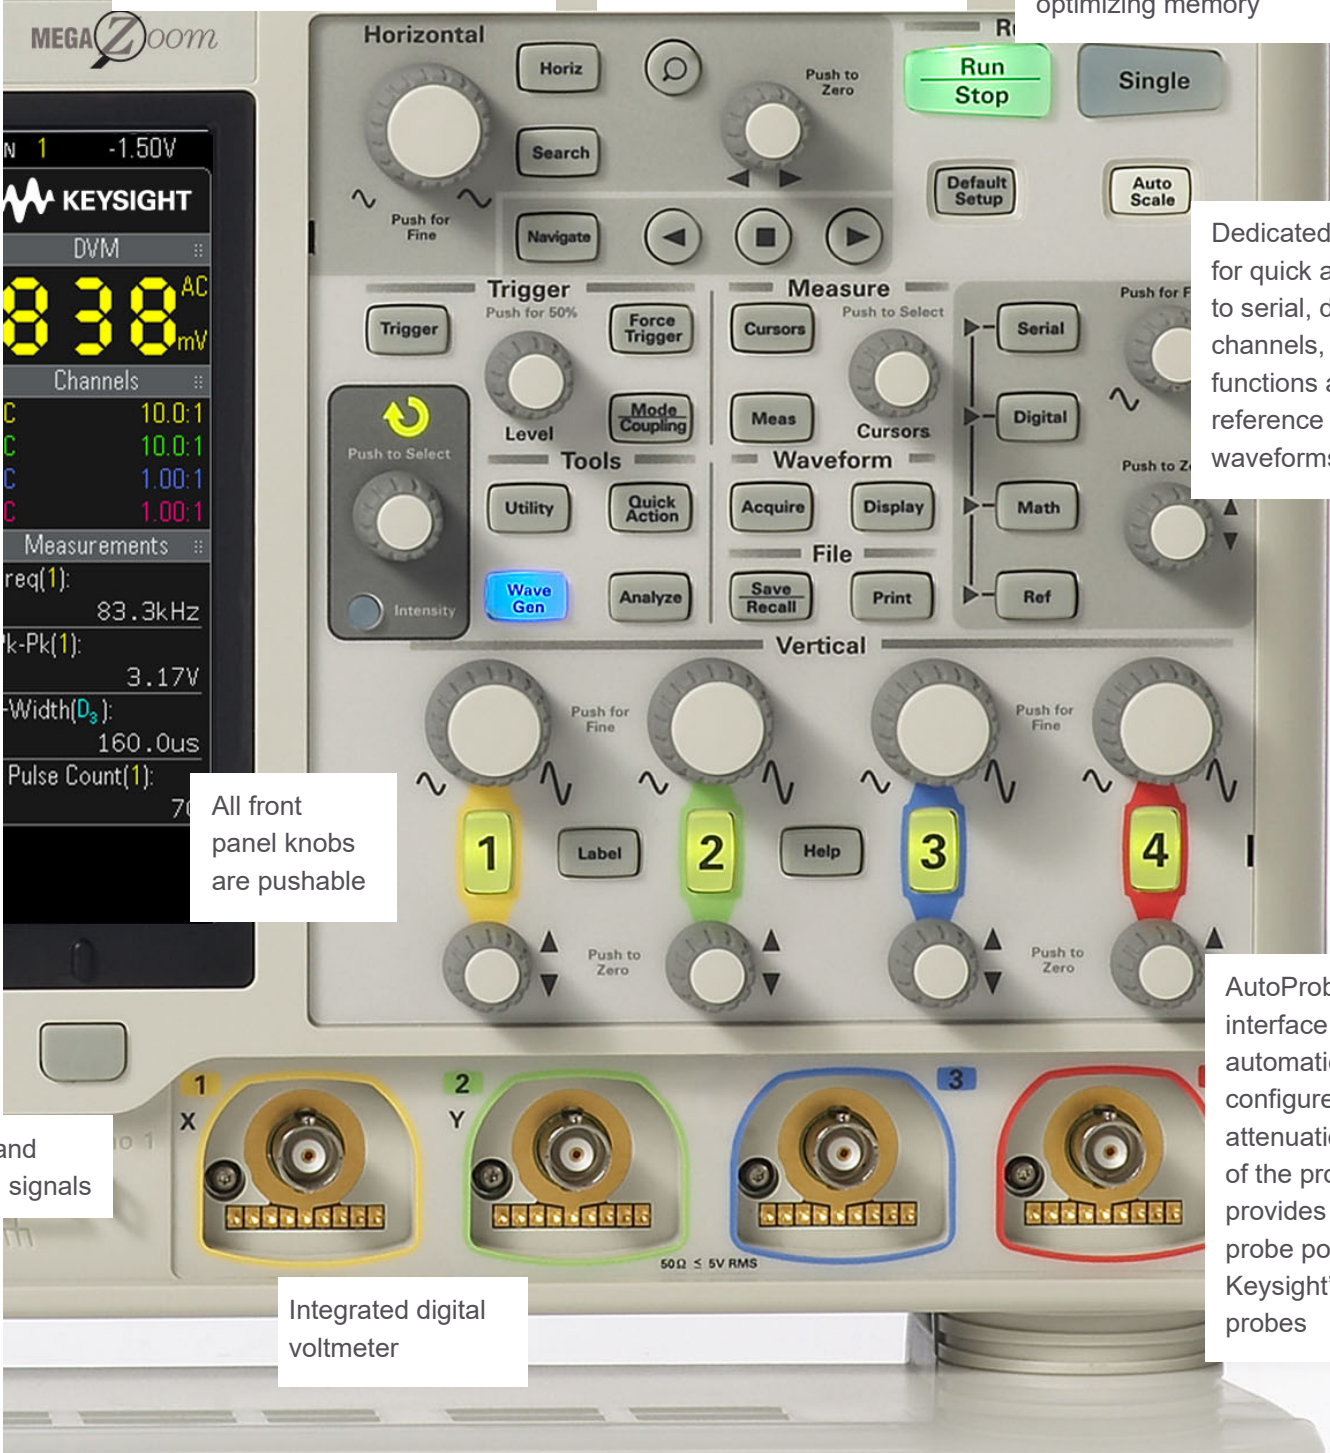 optimizing memory
MEGA Zoom
Horizontal
Horiz
Push to
Zero
Run
Stop
Single
Search
Default
Setup
Auto
Scale
Push for
Fine
Navigate
N 1 -1.50V
KEYSIGHT
DVM
838 AC
mV
Channels
C 10.0:1
C 10.0:1
C 1.00:1
C 1.00:1
Measurements
req(1):
83.3kHz
k-Pk(1):
3.17V
-Width(D3):
160.0us
Pulse Count(1):
Trigger
Push for 50%
Trigger
Force
Trigger
Mode
Coupling
Level
Push to Select
Intensity
Tools
Utility
Quick
Action
Wave
Gen
Analyze
Measure
Push to Select
Cursors
Meas
Cursors
Waveform
Acquire
Display
File
Save
Recall
Print
Push for F
Serial
Digital
Push to Z
Math
Ref
Dedicated
for quick a
to serial, d
channels,
functions a
reference
waveforms
Vertical
Push for
Fine
Push for
Fine
All front
panel knobs
are pushable
1
Label
2
Help
3
4
Push to
Zero
Push to
Zero
AutoProb
interface
automatic
configure
attenuatio
of the pro
provides
probe po
Keysight'
probes
1
X
2
Y
3
and
signals
no 1
50Ω ≤ 5V RMS
Integrated digital
voltmeter